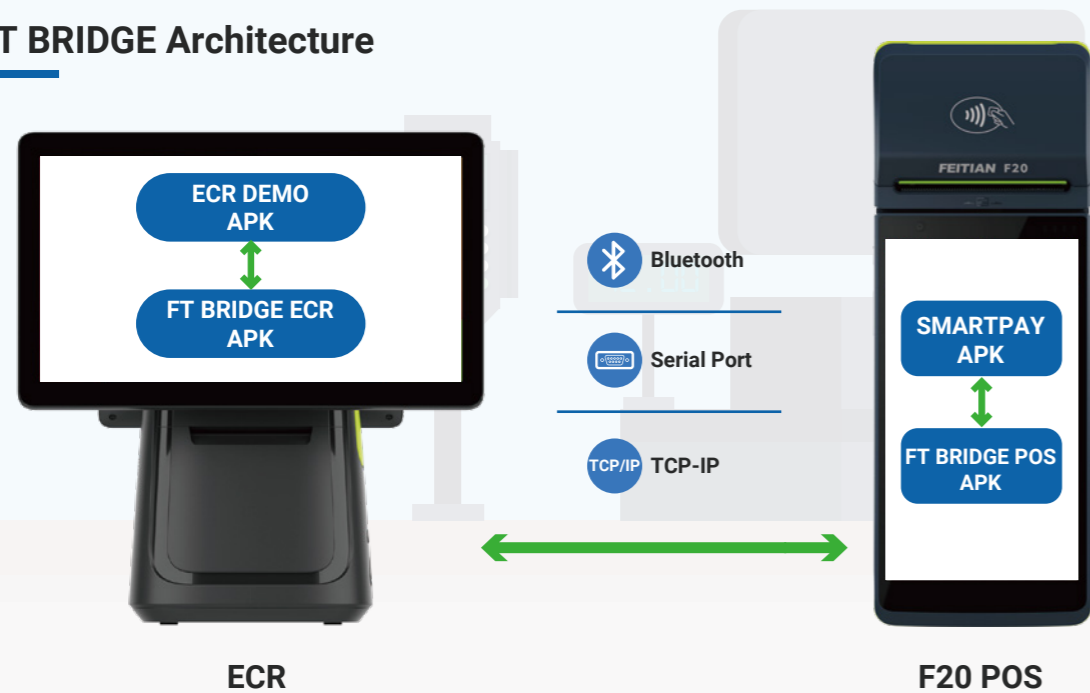 T BRIDGE Architecture
ECR DEMO
APK
FT BRIDGE ECR
APK
Bluetooth
Serial Port
TCP/IP TCP-IP
FEITIAN F20
SMARTPAY
APK
FT BRIDGE POS
APK
ECR
F20 POS